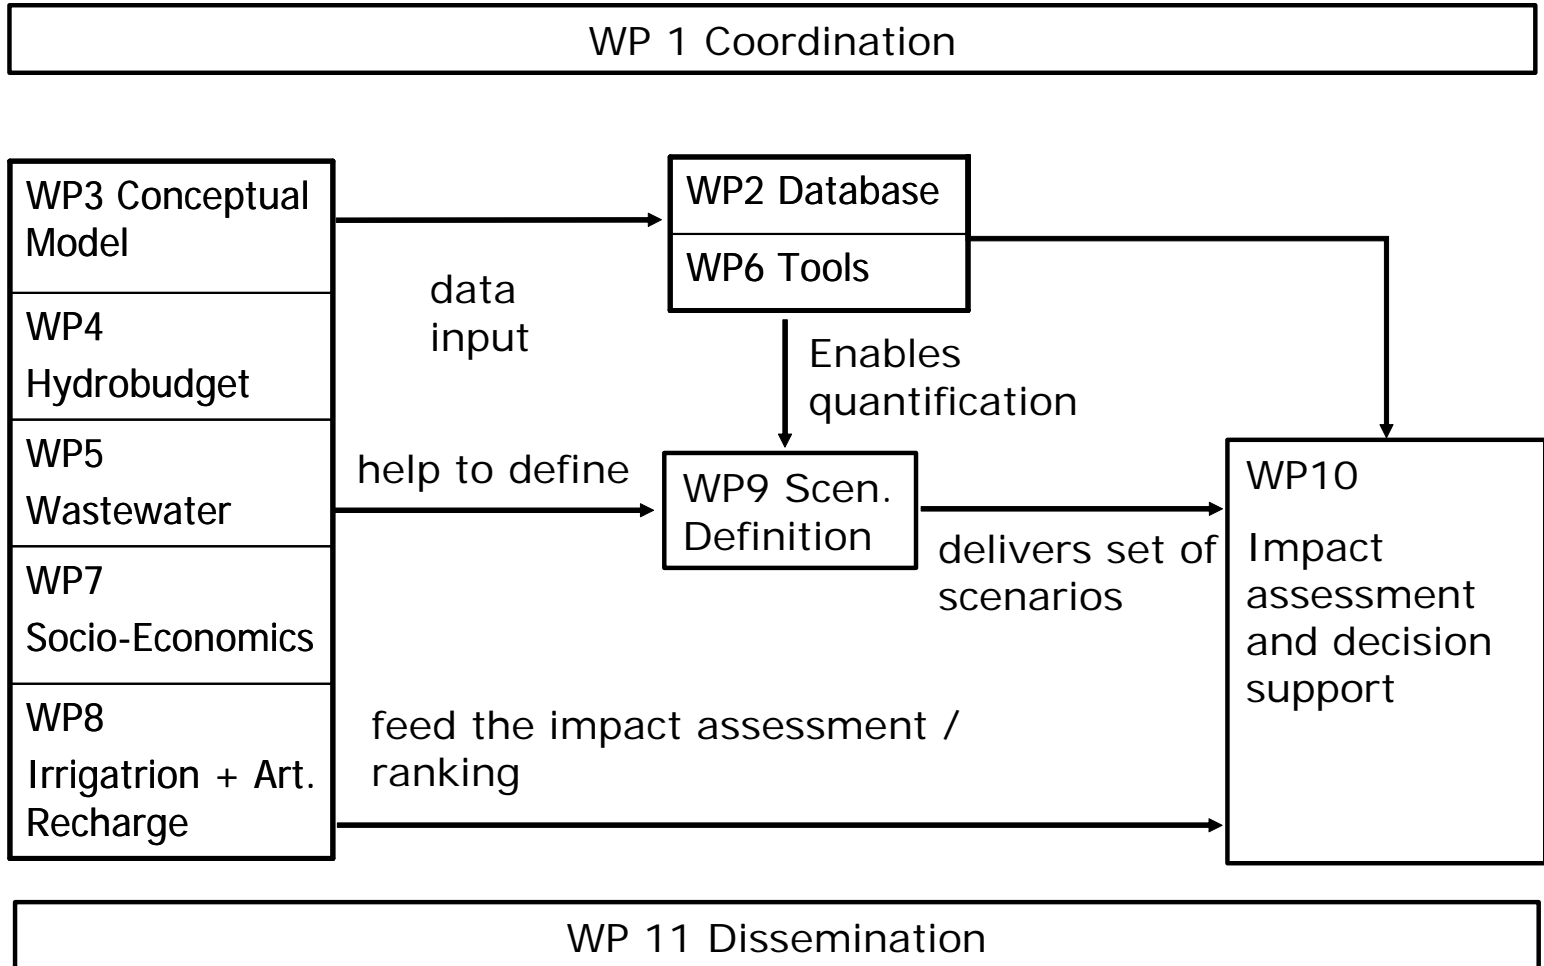 WP 1 Coordination
WP3 Conceptual
Model
WP4
Hydrobudget
WP5
Wastewater
WP7
Socio-Economics
WP8
Irrigatrion + Art.
Recharge
data
input
WP2 Database
WP6 Tools
Enables
quantification
help to define
WP9 Scen.
Definition
delivers set of
scenarios
feed the impact assessment /
ranking
WP10
Impact
assessment
and decision
support
WP 11 Dissemination